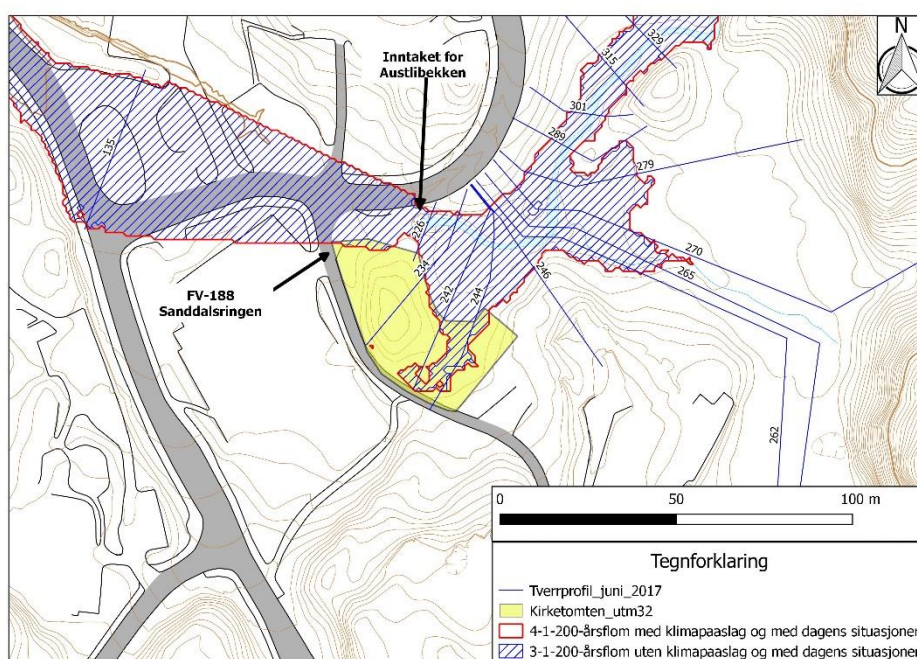 N
Inntaket for
Austlibekken
315
329
301
289
279
135
226
234
242
244
246
270
265
262
FV-188
Sanddalsringen
0 50 100 m
Tegnforklaring
Tverrprofil_juni_2017
Kirketomten_utm32
4-1-200-årsflom med klimapaaslag og med dagens situasjoner
3-1-200-årsflom uten klimapaaslag og med dagens situasjoner